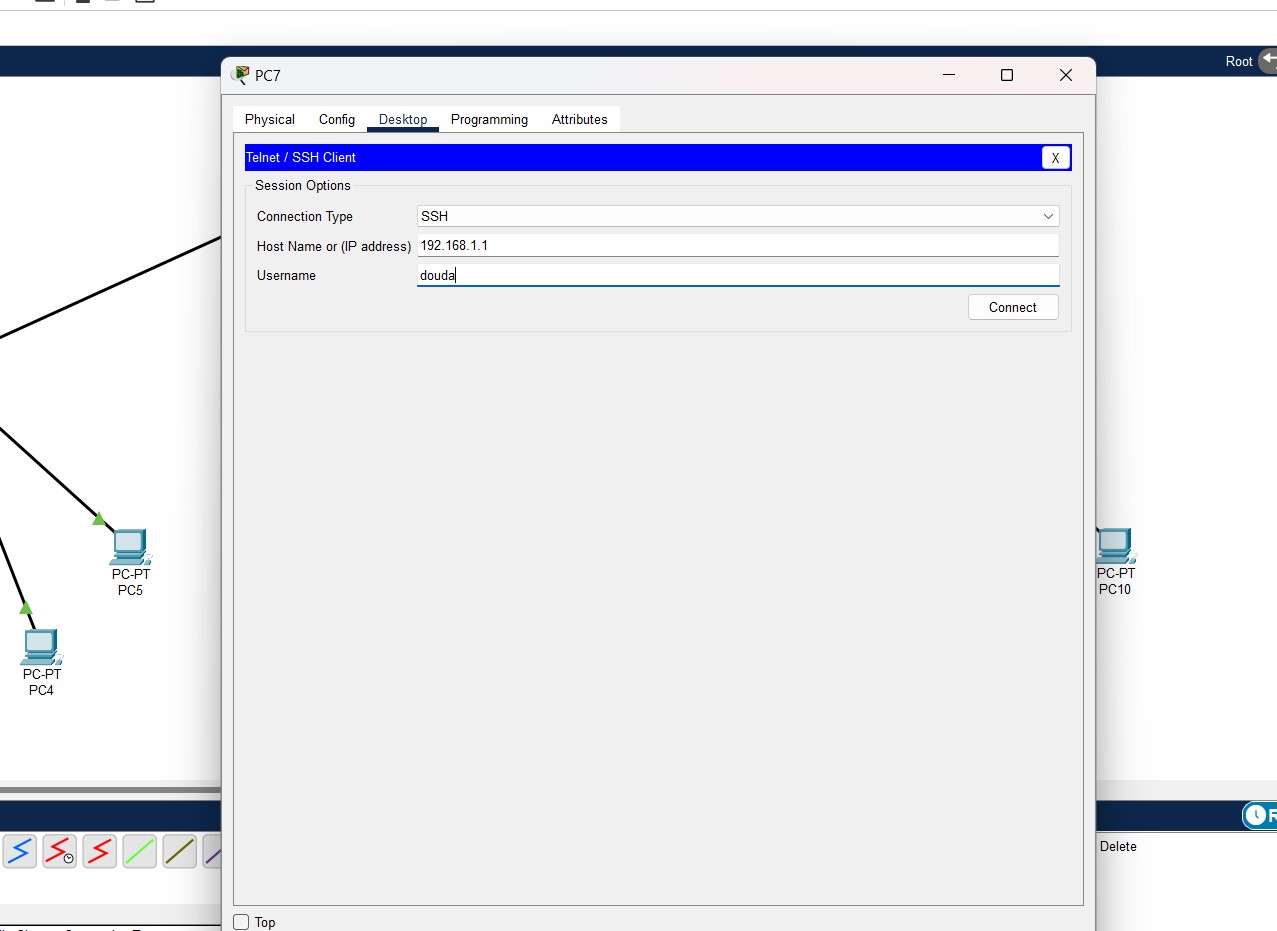 Root
PC7
Physical Config Desktop Programming Attributes
Telnet / SSH Client X
Session Options
Connection Type SSH
Host Name or (IP address) 192.168.1.1
Username douda
Connect
PC-PT
PC5
PC-PT
PC10
PC-PT
PC4
R
Delete
Top